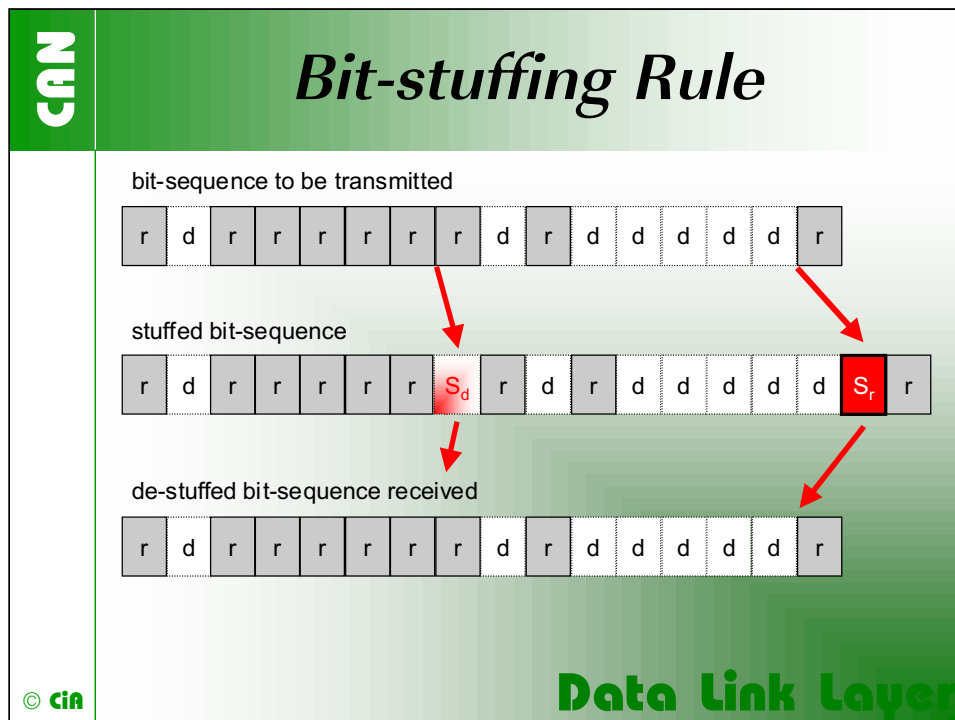 CAN
Bit-stuffing Rule
bit-sequence to be transmitted
r d r r r r r r d r d d d d d r
stuffed bit-sequence
r d r r r r r Sd r d r d d d d d Sr r
de-stuffed bit-sequence received
r d r r r r r r d r d d d d d r
© CiA
Data Link Layer